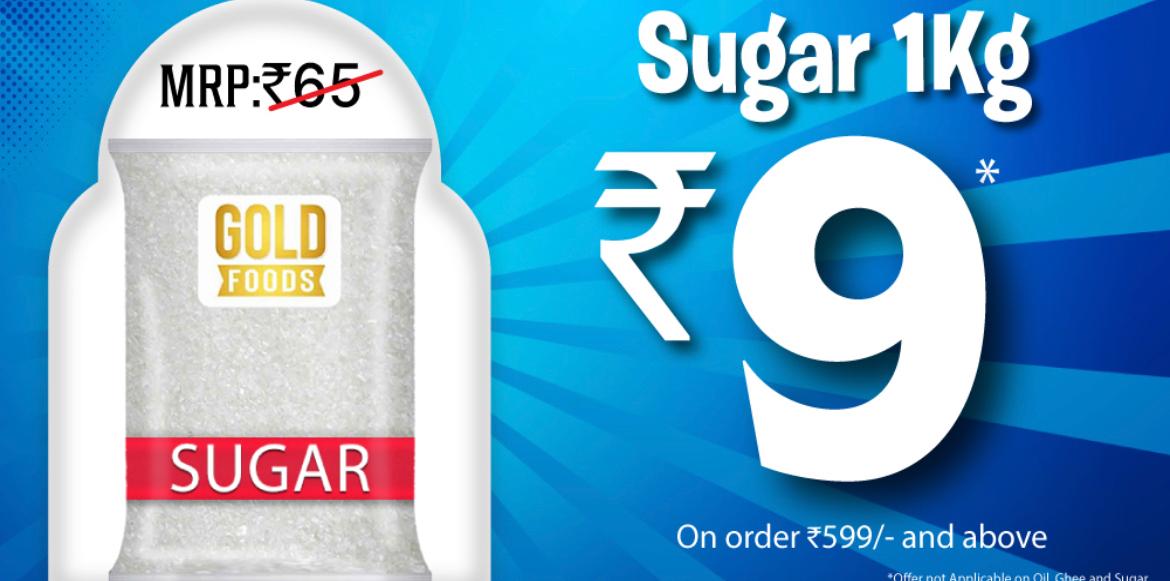 MRP:₹65
GOLD
FOODS
SUGAR
Sugar 1Kg
₹9*
On order ₹599/- and above
*Offer not Applicable on Oil, Ghee and Sugar